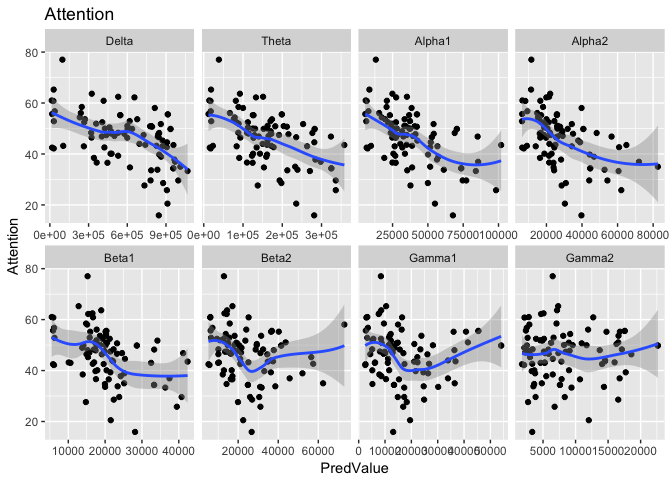 Attention
Delta Theta Alpha1 Alpha2
80
60
40
20
0e+00 3e+05 6e+05 9e+05 0e+00 1e+05 2e+05 3e+05 25000 50000 75000 100000 20000 40000 60000 80000
Attention
Beta1 Beta2 Gamma1 Gamma2
80
60
40
20
10000 20000 30000 40000 20000 40000 60000 0 10000 20000 30000 40000 50000 5000 10000 15000 20000
PredValue